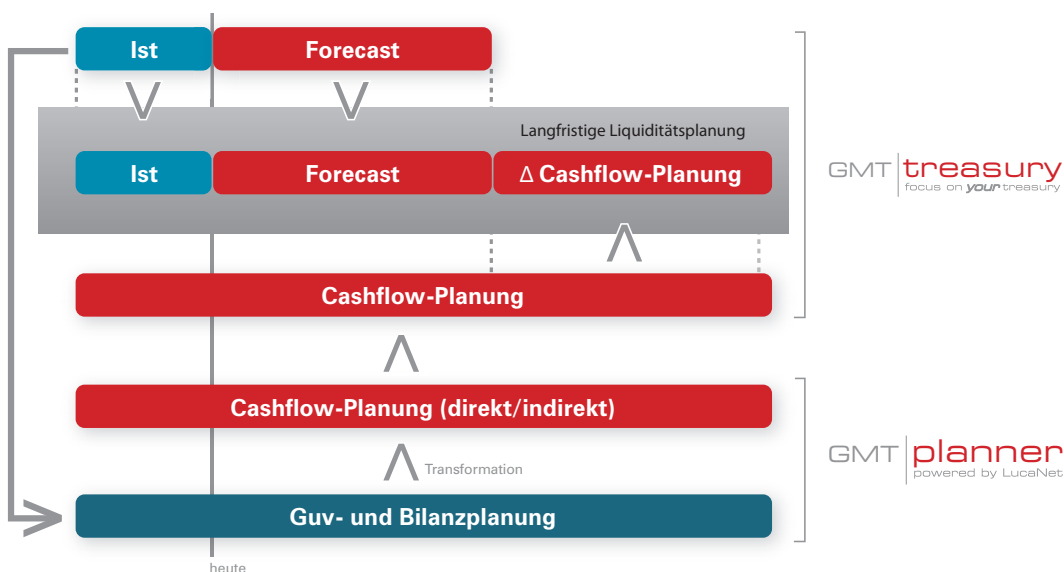 Ist
Forecast
Langfristige Liquiditätsplanung
Ist
Forecast
Δ Cashflow-Planung
GMT treasury
focus on your treasury
Cashflow-Planung
Cashflow-Planung (direkt/indirekt)
Transformation
GMT planner
powered by LucaNet
Guv- und Bilanzplanung
heute